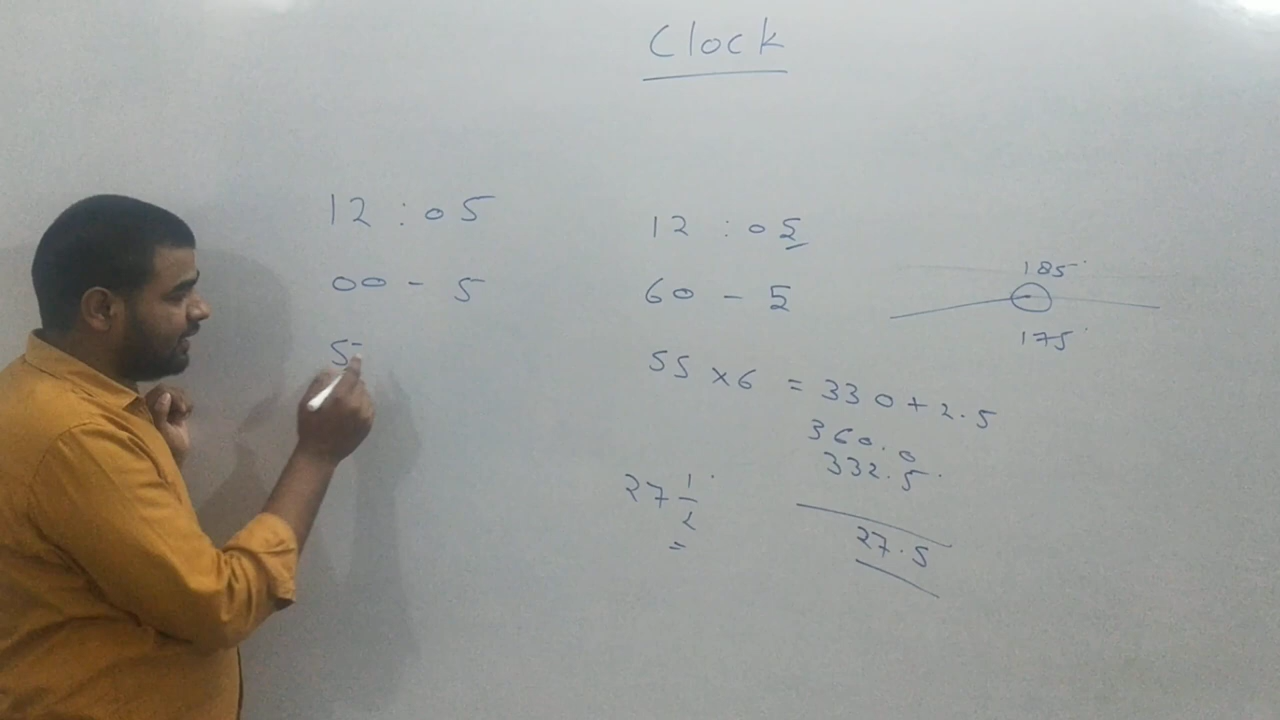 Clock
12 : 05
00 - 5
5
12 : 05
60 - 5
55 × 6 = 330 + 2.5
360.0
332.5
27.5
27 1/2
=
185
175